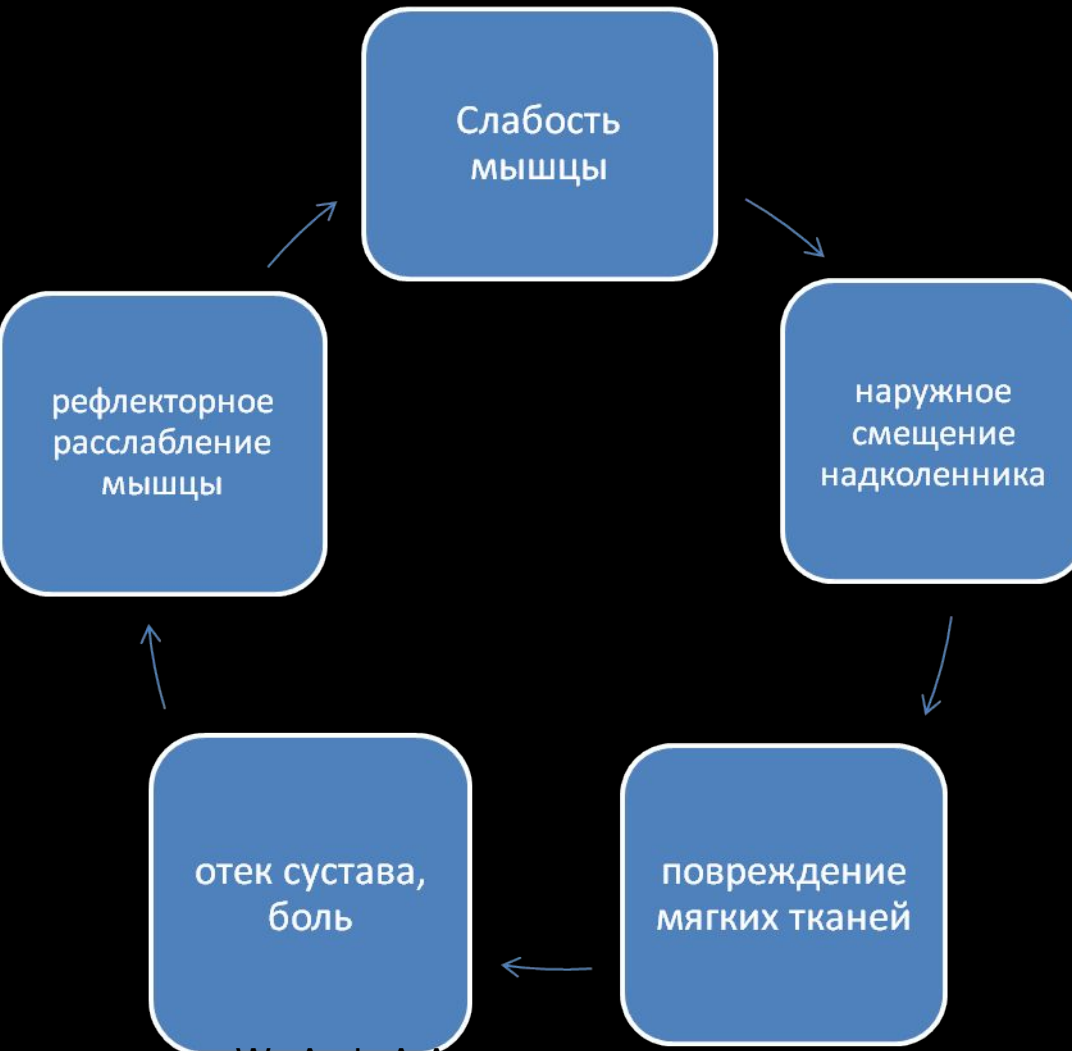 Слабость
мышцы
наружное
смещение
надколенника
повреждение
мягких тканей
отек сустава,
боль
рефлекторное
расслабление
мышцы